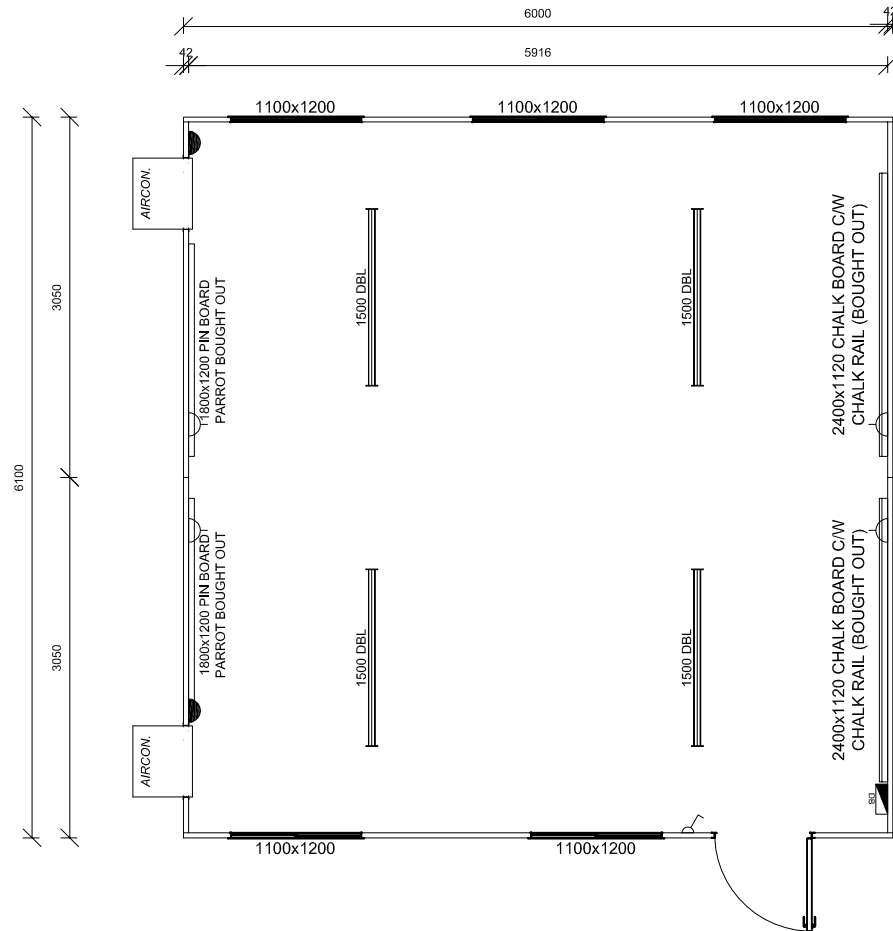 6000
42
42
5916
1100x1200
1100x1200
1100x1200
AIRCON.
3050
1800x1200 PIN BOARD
PARROT BOUGHT OUT
1500 DBL
1500 DBL
2400x1120 CHALK BOARD C/W
CHALK RAIL (BOUGHT OUT)
6100
3050
1800x1200 PIN BOARD
PARROT BOUGHT OUT
1500 DBL
1500 DBL
2400x1120 CHALK BOARD C/W
CHALK RAIL (BOUGHT OUT)
AIRCON.
DB
1100x1200
1100x1200